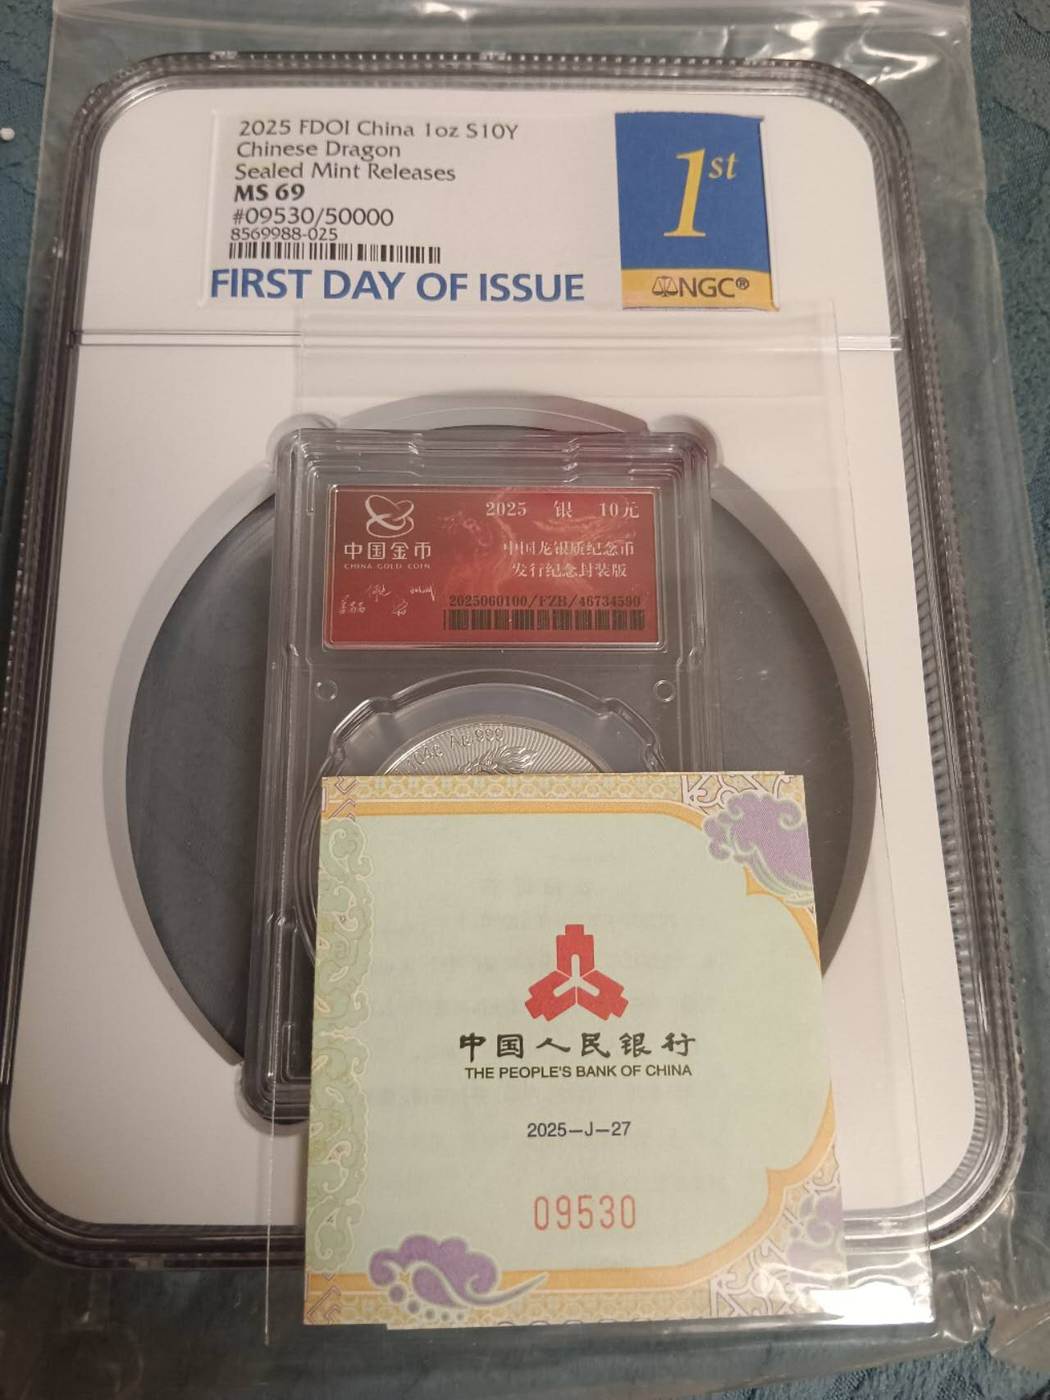 2025 FDOI China 1oz S10Y
Chinese Dragon
Sealed Mint Releases
MS 69
#09530/50000
8569988-025
FIRST DAY OF ISSUE
1st
NGC®
2025 银 10元
中国金币
CHINA GOLD COIN
中国龙银质纪念币
发行纪念封装版
2025060100/FZB/46734590
Ag.999
中国人民银行
THE PEOPLE'S BANK OF CHINA
2025—J—27
09530